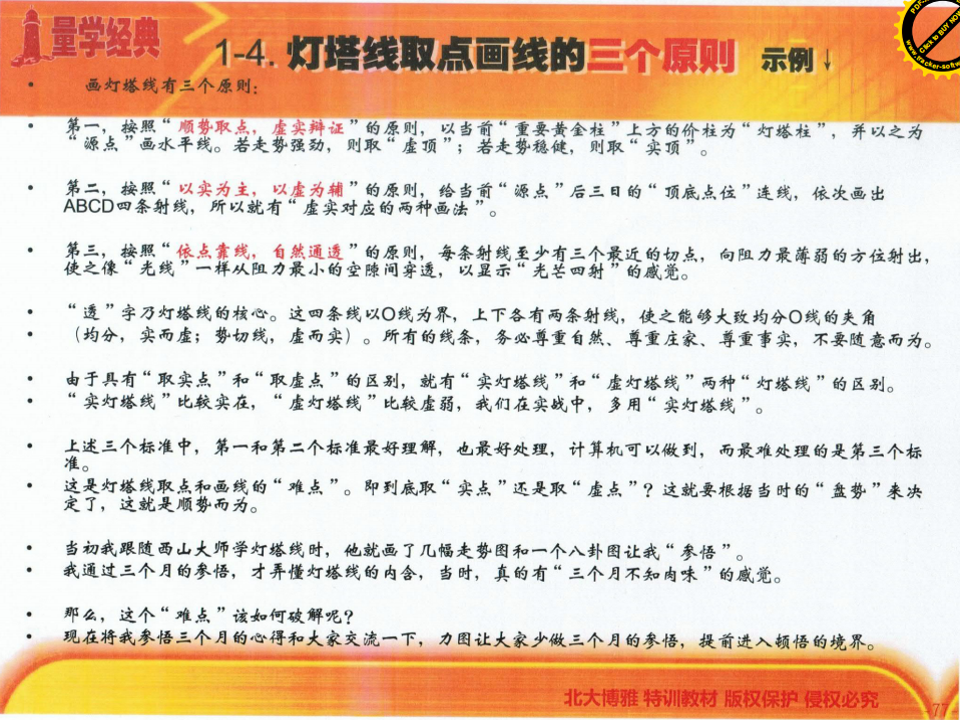 量学经典
1-4. 灯塔线取点画线的三个原则 示例↓
• 画灯塔线有三个原则：
• 第一，按照“顺势取点，虚实辩证”的原则，以当前“重要黄金柱”上方的价柱为“灯塔柱”，并以之为
“源点”画水平线。若走势强劲，则取“虚顶”；若走势稳健，则取“实顶”。
• 第二，按照“以实为主，以虚为辅”的原则，给当前“源点”后三日的“顶底点位”连线，依次画出
ABCD四条射线，所以就有“虚实对应的两种画法”。
• 第三，按照“依点靠线，自然通透”的原则，每条射线至少有三个最近的切点，向阻力最薄弱的方位射出，
使之像“光线”一样从阻力最小的空隙间穿透，以显示“光芒四射”的感觉。
• “透”字乃灯塔线的核心。这四条线以O线为界，上下各有两条射线，使之能够大致均分O线的夹角
• （均分，实而虚；势切线，虚而实）。所有的线条，务必尊重自然、尊重庄家、尊重事实，不要随意而为。
• 由于具有“取实点”和“取虚点”的区别，就有“实灯塔线”和“虚灯塔线”两种“灯塔线”的区别。
• “实灯塔线”比较实在，“虚灯塔线”比较虚弱，我们在实战中，多用“实灯塔线”。
• 上述三个标准中，第一和第二个标准最好理解，也最好处理，计算机可以做到，而最难处理的是第三个标
准。
• 这是灯塔线取点和画线的“难点”。即到底取“实点”还是取“虚点”？这就要根据当时的“盘势”来决
定了，这就是顺势而为。
• 当初我跟随西山大师学灯塔线时，他就画了几幅走势图和一个八卦图让我“参悟”。
• 我通过三个月的参悟，才弄懂灯塔线的内含，当时，真的有“三个月不知肉味”的感觉。
• 那么，这个“难点”该如何破解呢？
• 现在将我参悟三个月的心得和大家交流一下，力图让大家少做三个月的参悟，提前进入顿悟的境界。
北大博雅 特训教材 版权保护 侵权必究
-77-
Click to BUY NOW